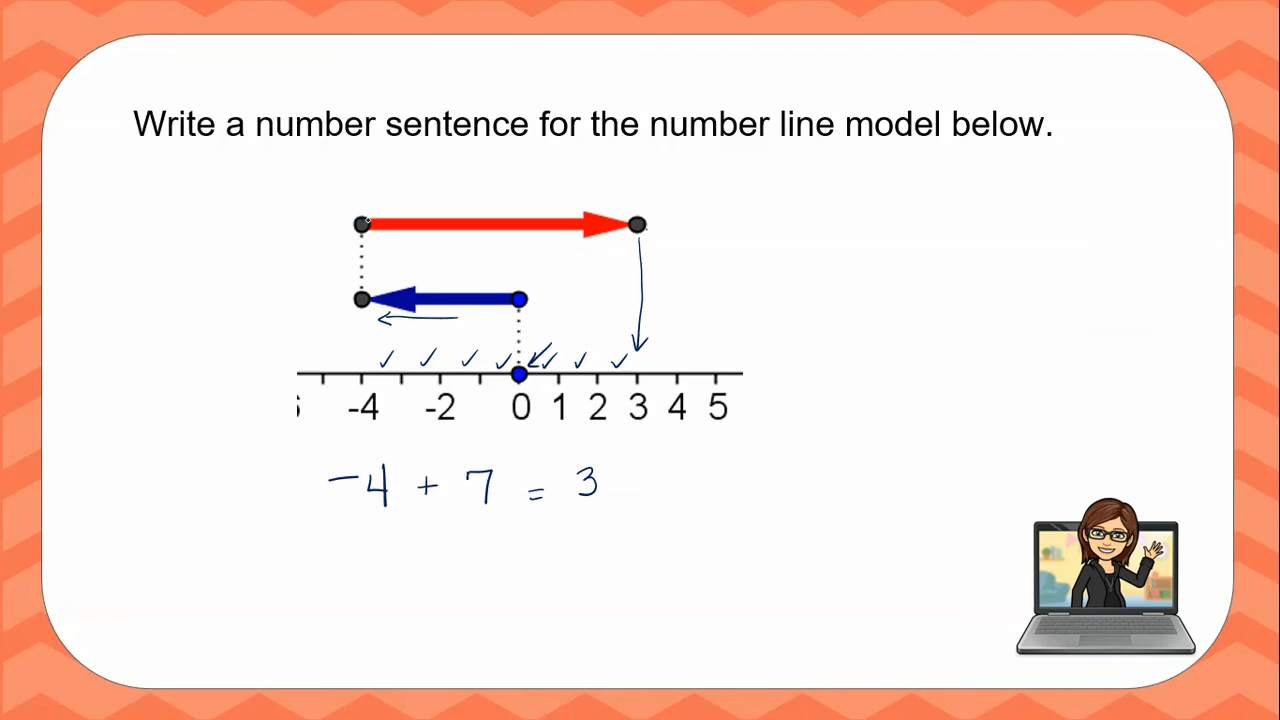 Write a number sentence for the number line model below.
-4 -2 0 1 2 3 4 5
-4 + 7 = 3